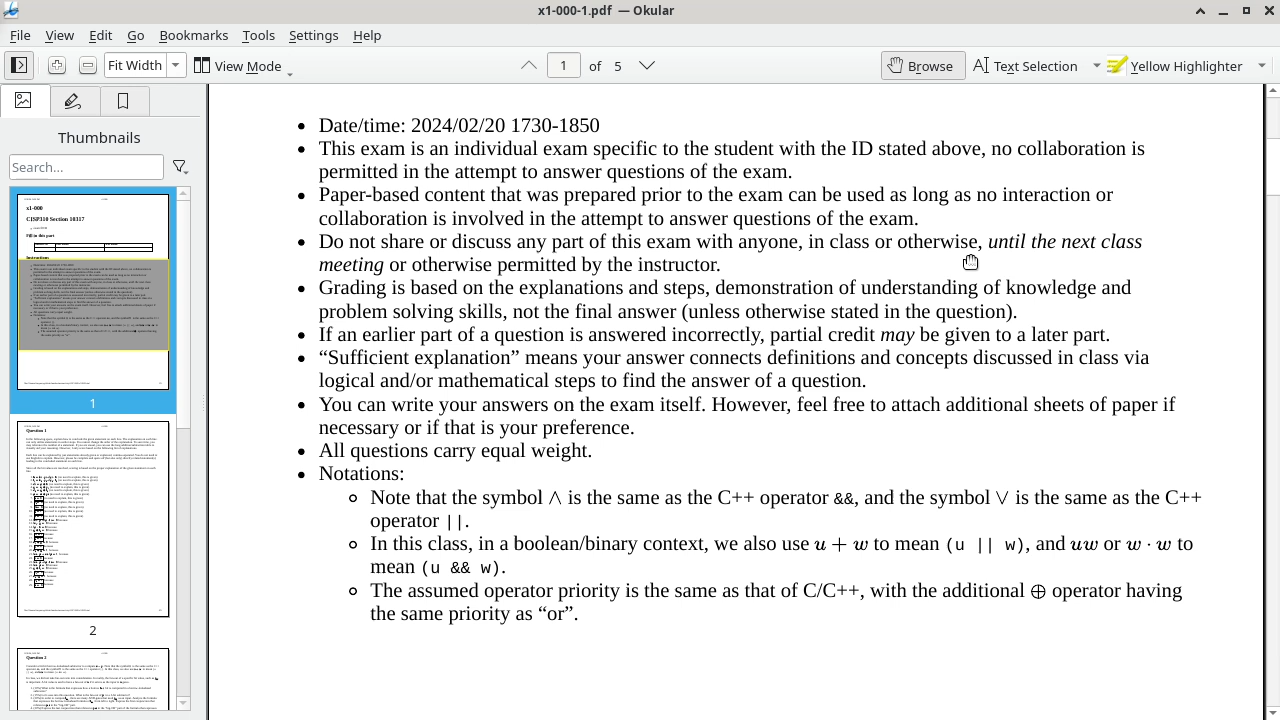 x1-000-1.pdf — Okular
File View Edit Go Bookmarks Tools Settings Help
Fit Width View Mode 1 of 5 Browse Text Selection Yellow Highlighter
Thumbnails
Search...
x1-000
CISP310 Section 10317
Fill in this part
Instructions
1
Question 1
2
Question 2
• Date/time: 2024/02/20 1730-1850
• This exam is an individual exam specific to the student with the ID stated above, no collaboration is
permitted in the attempt to answer questions of the exam.
• Paper-based content that was prepared prior to the exam can be used as long as no interaction or
collaboration is involved in the attempt to answer questions of the exam.
• Do not share or discuss any part of this exam with anyone, in class or otherwise, until the next class
meeting or otherwise permitted by the instructor.
• Grading is based on the explanations and steps, demonstration of understanding of knowledge and
problem solving skills, not the final answer (unless otherwise stated in the question).
• If an earlier part of a question is answered incorrectly, partial credit may be given to a later part.
• “Sufficient explanation” means your answer connects definitions and concepts discussed in class via
logical and/or mathematical steps to find the answer of a question.
• You can write your answers on the exam itself. However, feel free to attach additional sheets of paper if
necessary or if that is your preference.
• All questions carry equal weight.
• Notations:
◦ Note that the symbol ∧ is the same as the C++ operator &&, and the symbol ∨ is the same as the C++
operator ||.
◦ In this class, in a boolean/binary context, we also use u + w to mean (u || w), and uw or w · w to
mean (u && w).
◦ The assumed operator priority is the same as that of C/C++, with the additional ⊕ operator having
the same priority as “or”.